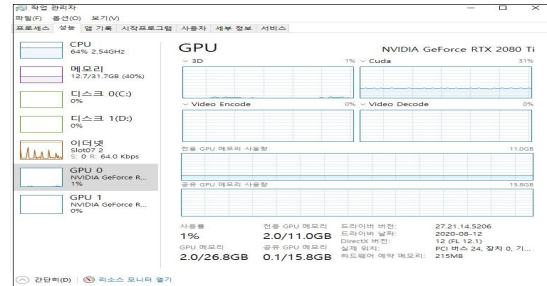 작업 관리자
파일(F) 옵션(O) 보기(V)
프로세스 성능 앱 기록 시작프로그램 사용자 세부 정보 서비스
CPU
64% 2.54GHz
메모리
12.7/31.7GB (40%)
디스크 0(C:)
0%
디스크 1(D:)
0%
이더넷
Slot07 2
S: 0 R: 64.0 Kbps
GPU 0
NVIDIA GeForce R...
1%
GPU 1
NVIDIA GeForce R...
0%
GPU
NVIDIA GeForce RTX 2080 Ti
3D 1%
Cuda 31%
Video Encode 0%
Video Decode 0%
전용 GPU 메모리 사용량 11.0GB
공유 GPU 메모리 사용량 15.8GB
사용률
1%
전용 GPU 메모리
2.0/11.0GB
GPU 메모리
2.0/26.8GB
공유 GPU 메모리
0.1/15.8GB
드라이버 버전: 27.21.14.5206
드라이버 날짜: 2020-08-12
DirectX 버전: 12 (FL 12.1)
실제 위치: PCI 버스 24, 장치 0, 기...
하드웨어 예약 메모리: 215MB
간단히(D)
리소스 모니터 열기